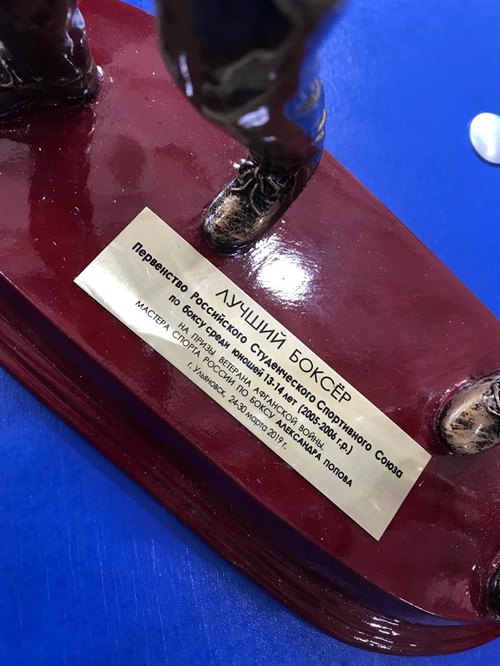 ЛУЧШИЙ БОКСЁР
Первенство Российского Студенческого Спортивного Союза
по боксу среди юношей 13-14 лет. (2005-2006 г.р.)
НА ПРИЗЫ ВЕТЕРАНА АФГАНСКОЙ ВОЙНЫ,
МАСТЕРА СПОРТА РОССИИ ПО БОКСУ АЛЕКСАНДРА ПОПОВА
г. Ульяновск, 24-30 марта 2019 г.